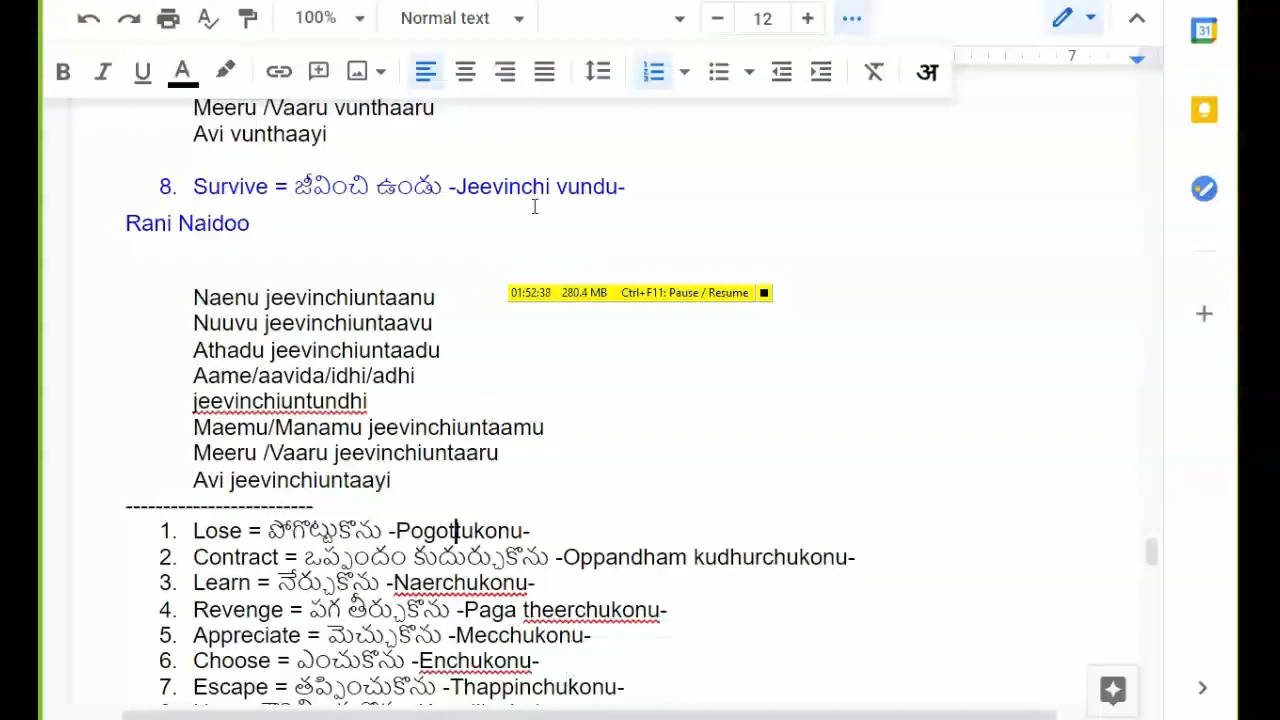 100% Normal text 12
7
Meeru /Vaaru vunthaaru
Avi vunthaayi
8. Survive = జీవించి ఉండు -Jeevinchi vundu-
Rani Naidoo
01:52:38 280.4 MB Ctrl+F11: Pause / Resume
Naenu jeevinchiuntaanu
Nuuvu jeevinchiuntaavu
Athadu jeevinchiuntaadu
Aame/aavida/idhi/adhi
jeevinchiuntundhi
Maemu/Manamu jeevinchiuntaamu
Meeru /Vaaru jeevinchiuntaaru
Avi jeevinchiuntaayi
-------------------------
1. Lose = పోగొట్టుకొను -Pogottukonu-
2. Contract = ఒప్పందం కుదుర్చుకొను -Oppandham kudhurchukonu-
3. Learn = నేర్చుకొను -Naerchukonu-
4. Revenge = పగ తీర్చుకొను -Paga theerchukonu-
5. Appreciate = మెచ్చుకొను -Mecchukonu-
6. Choose = ఎంచుకొను -Enchukonu-
7. Escape = తప్పించుకొను -Thappinchukonu-